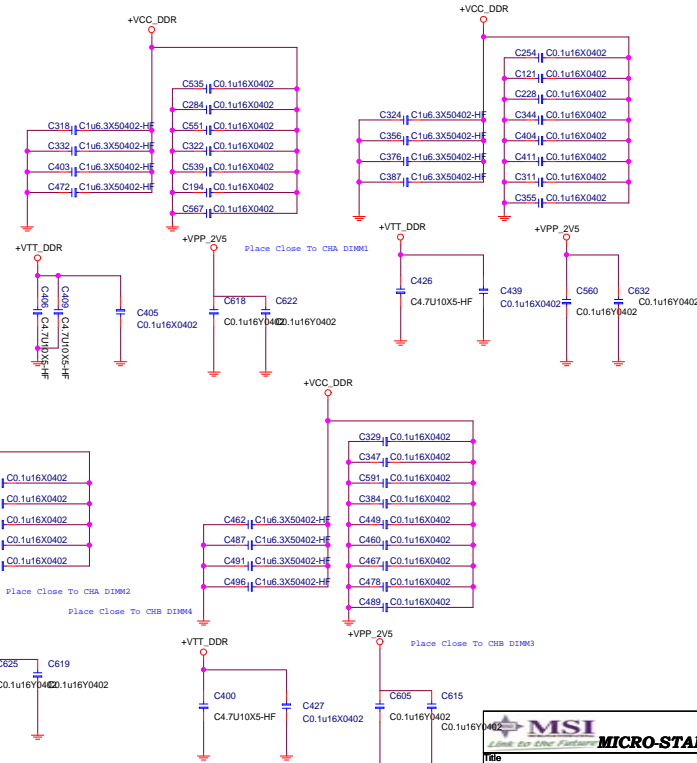 +VCC_DDR
+VCC_DDR
C535 C0.1u16X0402
C284 C0.1u16X0402
C318 C1u6.3X50402-HF C551 C0.1u16X0402
C332 C1u6.3X50402-HF C322 C0.1u16X0402
C403 C1u6.3X50402-HF C539 C0.1u16X0402
C472 C1u6.3X50402-HF C194 C0.1u16X0402
C567 C0.1u16X0402
C254 C0.1u16X0402
C121 C0.1u16X0402
C228 C0.1u16X0402
C324 C1u6.3X50402-HF C344 C0.1u16X0402
C356 C1u6.3X50402-HF C404 C0.1u16X0402
C376 C1u6.3X50402-HF C411 C0.1u16X0402
C387 C1u6.3X50402-HF C311 C0.1u16X0402
C355 C0.1u16X0402
+VTT_DDR
+VPP_2V5
Place Close To CHA DIMM1
+VTT_DDR
+VPP_2V5
C406
C4.7U10X5-HF
C409
C4.7U10X5-HF
C405
C0.1u16X0402
C618
C0.1u16Y0402
C622
C0.1u16Y0402
C426
C4.7U10X5-HF
C439
C0.1u16X0402
C560
C0.1u16Y0402
C632
C0.1u16Y0402
+VCC_DDR
C0.1u16X0402
C0.1u16X0402
C0.1u16X0402
C0.1u16X0402
C0.1u16X0402
C329 C0.1u16X0402
C347 C0.1u16X0402
C591 C0.1u16X0402
C384 C0.1u16X0402
C462 C1u6.3X50402-HF C449 C0.1u16X0402
C487 C1u6.3X50402-HF C460 C0.1u16X0402
C491 C1u6.3X50402-HF C467 C0.1u16X0402
C496 C1u6.3X50402-HF C478 C0.1u16X0402
C489 C0.1u16X0402
Place Close To CHA DIMM2
Place Close To CHB DIMM4
+VTT_DDR
+VPP_2V5
Place Close To CHB DIMM3
C625
C0.1u16Y0402
C619
C0.1u16Y0402
C400
C4.7U10X5-HF
C427
C0.1u16X0402
C605
C0.1u16Y0402
C615
C0.1u16Y0402
MSI
Link to the Future
MICRO-STA
Title